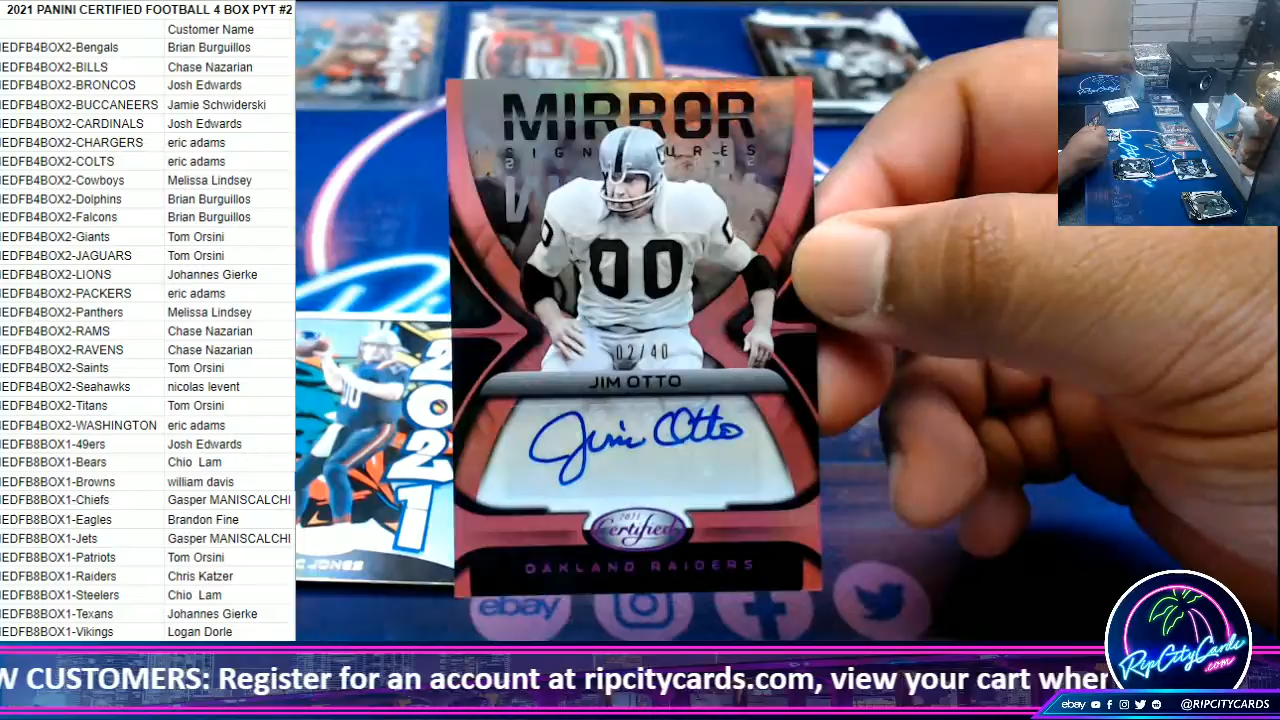 2021 PANINI CERTIFIED FOOTBALL 4 BOX PYT #2
Customer Name
IEDFB4BOX2-Bengals Brian Burguillos
IEDFB4BOX2-BILLS Chase Nazarian
IEDFB4BOX2-BRONCOS Josh Edwards
IEDFB4BOX2-BUCCANEERS Jamie Schwiderski
IEDFB4BOX2-CARDINALS Josh Edwards
IEDFB4BOX2-CHARGERS eric adams
IEDFB4BOX2-COLTS eric adams
IEDFB4BOX2-Cowboys Melissa Lindsey
IEDFB4BOX2-Dolphins Brian Burguillos
IEDFB4BOX2-Falcons Brian Burguillos
IEDFB4BOX2-Giants Tom Orsini
IEDFB4BOX2-JAGUARS Tom Orsini
IEDFB4BOX2-LIONS Johannes Gierke
IEDFB4BOX2-PACKERS eric adams
IEDFB4BOX2-Panthers Melissa Lindsey
IEDFB4BOX2-RAMS Chase Nazarian
IEDFB4BOX2-RAVENS Chase Nazarian
IEDFB4BOX2-Saints Tom Orsini
IEDFB4BOX2-Seahawks nicolas levent
IEDFB4BOX2-Titans Tom Orsini
IEDFB4BOX2-WASHINGTON eric adams
IEDFB8BOX1-49ers Josh Edwards
IEDFB8BOX1-Bears Chio Lam
IEDFB8BOX1-Browns william davis
IEDFB8BOX1-Chiefs Gasper MANISCALCHI
IEDFB8BOX1-Eagles Brandon Fine
IEDFB8BOX1-Jets Gasper MANISCALCHI
IEDFB8BOX1-Patriots Tom Orsini
IEDFB8BOX1-Raiders Chris Katzer
IEDFB8BOX1-Steelers Chio Lam
IEDFB8BOX1-Texans Johannes Gierke
IEDFB8BOX1-Vikings Logan Dorle
MIRROR
SIGNATURES
00
02/40
JIM OTTO
Jim Otto
2021
Certified
OAKLAND RAIDERS
2021
JONES
ebay
W CUSTOMERS: Register for an account at ripcitycards.com, view your cart when
RipCityCards
.com
ebay @RIPCITYCARDS